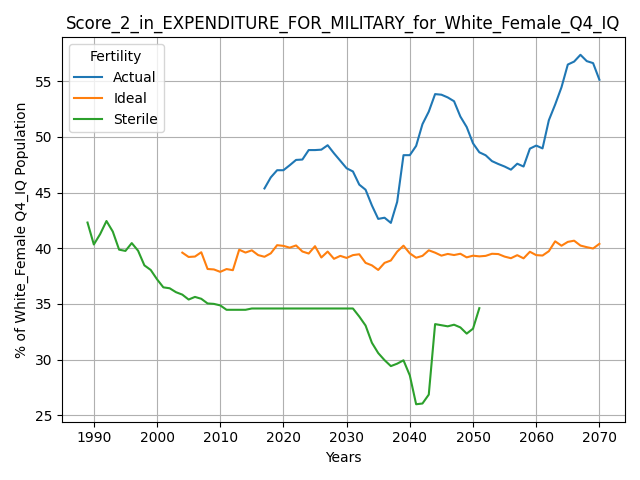 Score_2_in_EXPENDITURE_FOR_MILITARY_for_White_Female_Q4_IQ
Fertility
Actual
Ideal
Sterile
% of White_Female Q4_IQ Population
55
50
45
40
35
30
25
1990 2000 2010 2020 2030 2040 2050 2060 2070
Years